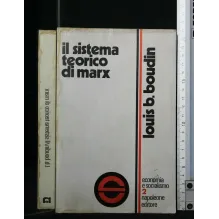 il sistema
teorico
di marx
louis b. boudin
economia
e socialismo
2
napoleone
editore